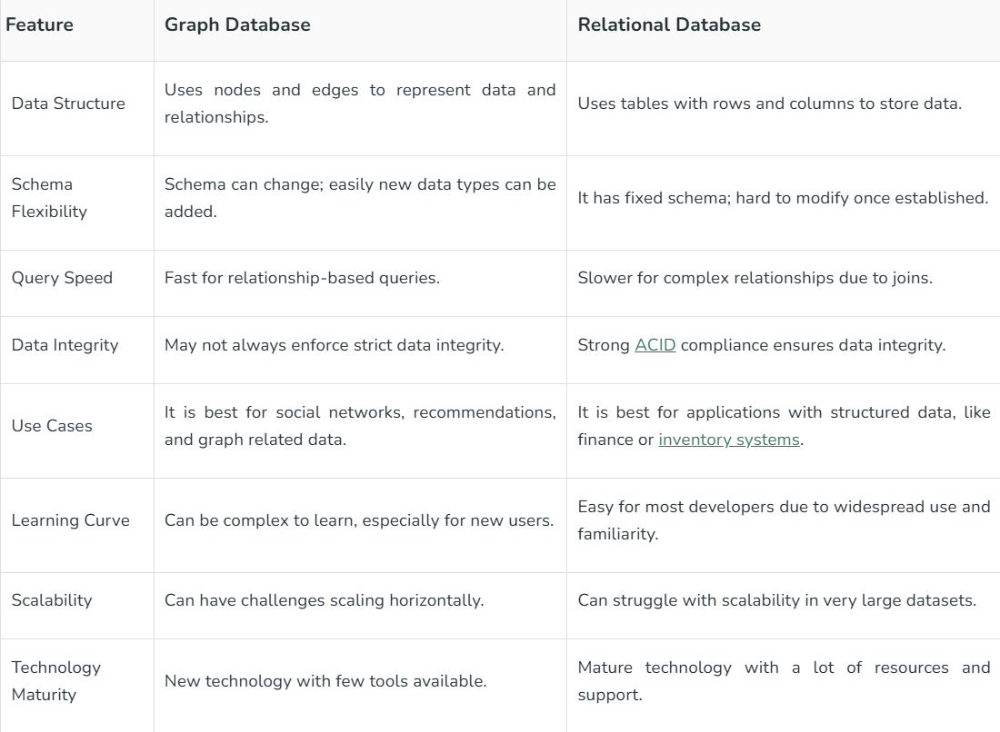 Feature
Graph Database
Relational Database
Data Structure
Uses nodes and edges to represent data and
relationships.
Uses tables with rows and columns to store data.
Schema
Flexibility
Schema can change; easily new data types can be
added.
It has fixed schema; hard to modify once established.
Query Speed
Fast for relationship-based queries.
Slower for complex relationships due to joins.
Data Integrity
May not always enforce strict data integrity.
Strong ACID compliance ensures data integrity.
Use Cases
It is best for social networks, recommendations,
and graph related data.
It is best for applications with structured data, like
finance or inventory systems.
Learning Curve
Can be complex to learn, especially for new users.
Easy for most developers due to widespread use and
familiarity.
Scalability
Can have challenges scaling horizontally.
Can struggle with scalability in very large datasets.
Technology
Maturity
New technology with few tools available.
Mature technology with a lot of resources and
support.